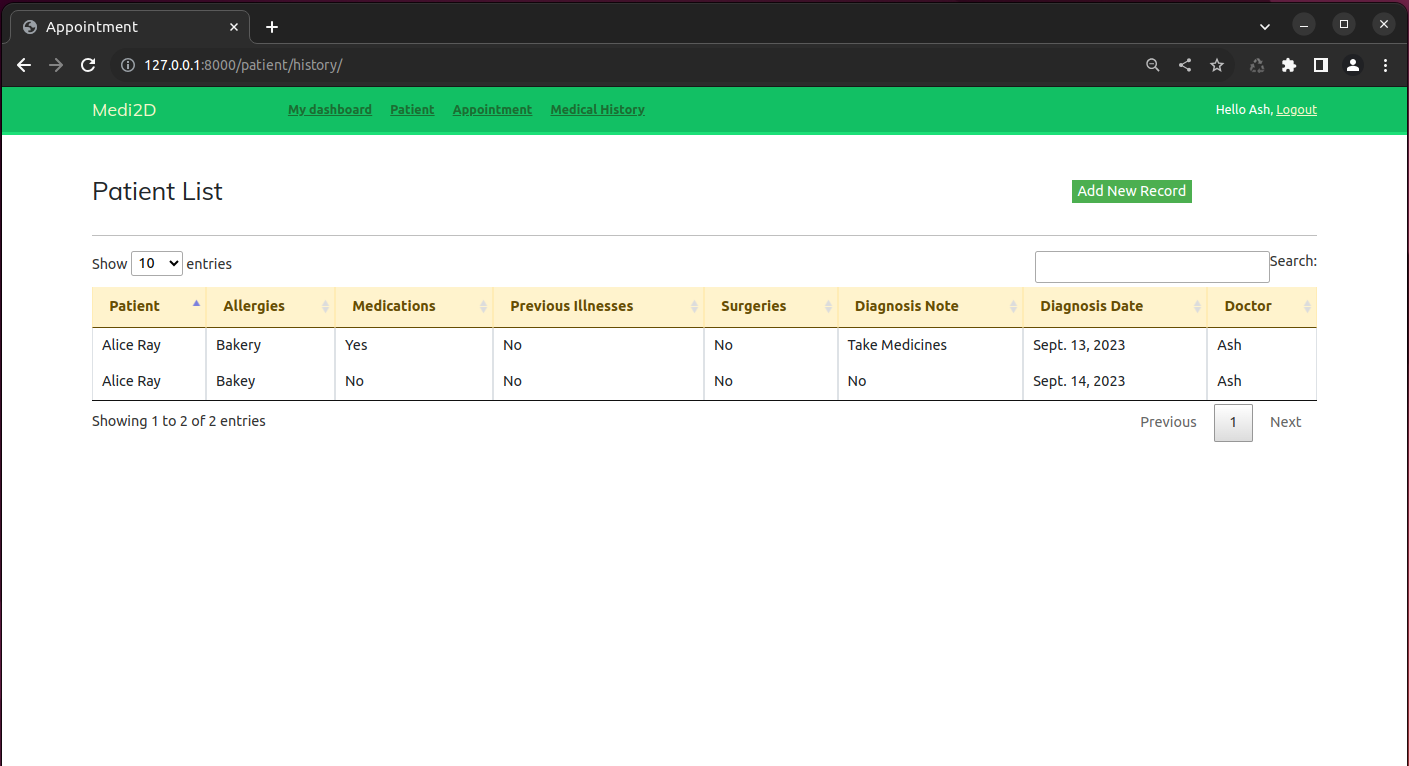 Appointment
127.0.0.1:8000/patient/history/
Medi2D My dashboard Patient Appointment Medical History Hello Ash, Logout
Patient List Add New Record
Show 10 entries Search:
Patient Allergies Medications Previous Illnesses Surgeries Diagnosis Note Diagnosis Date Doctor
Alice Ray Bakery Yes No No Take Medicines Sept. 13, 2023 Ash
Alice Ray Bakey No No No No Sept. 14, 2023 Ash
Showing 1 to 2 of 2 entries Previous 1 Next